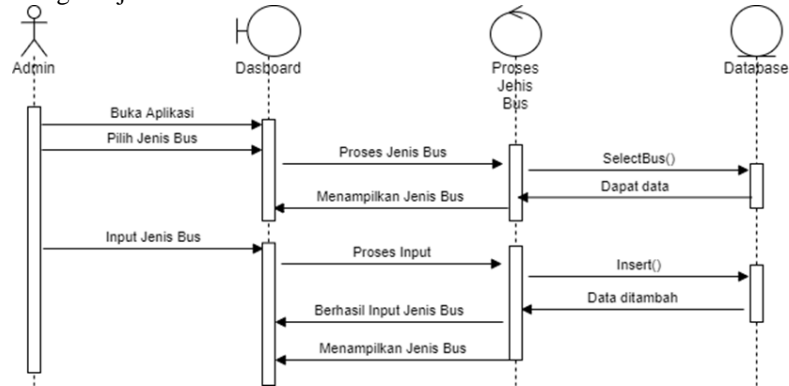 Admin
Dasboard
Proses
Jehis
Bus
Database
Buka Aplikasi
Pilih Jenis Bus
Proses Jenis Bus
SelectBus()
Dapat data
Menampilkan Jenis Bus
Input Jenis Bus
Proses Input
Insert()
Data ditambah
Berhasil Input Jenis Bus
Menampilkan Jenis Bus